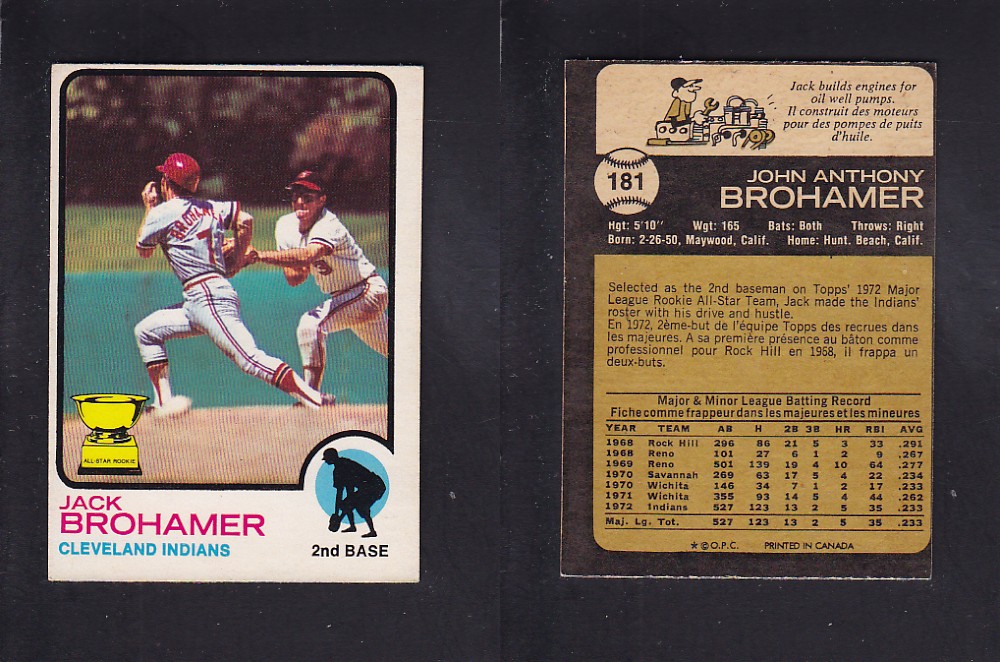 BROHAMER
7
3
ALL-STAR ROOKIE
JACK
BROHAMER
CLEVELAND INDIANS
2nd BASE
Jack builds engines for
oil well pumps.
Il construit des moteurs
pour des pompes de puits
d'huile.
181
JOHN ANTHONY
BROHAMER
Hgt: 5'10" Wgt: 165 Bats: Both Throws: Right
Born: 2-26-50, Maywood, Calif. Home: Hunt. Beach, Calif.
Selected as the 2nd baseman on Topps' 1972 Major
League Rookie All-Star Team, Jack made the Indians'
roster with his drive and hustle.
En 1972, 2ème-but de l'équipe Topps des recrues dans
les majeures. A sa première présence au bâton comme
professionnel pour Rock Hill en 1968, il frappa un
deux-buts.
Major & Minor League Batting Record
Fiche comme frappeur dans les majeures et les mineures
YEAR TEAM AB H 2B 3B HR RBI AVG
1968 Rock Hill 296 86 21 5 3 33 .291
1968 Reno 101 27 6 1 2 9 .267
1969 Reno 501 139 19 4 10 64 .277
1970 Savannah 269 63 17 5 4 22 .234
1970 Wichita 146 34 7 1 2 17 .233
1971 Wichita 355 93 14 5 4 44 .262
1972 Indians 527 123 13 2 5 35 .233
Maj. Lg. Tot. 527 123 13 2 5 35 .233
★ © O.P.C. PRINTED IN CANADA